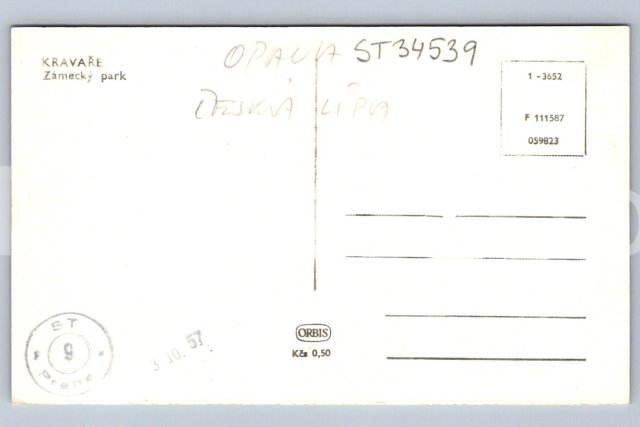 KRAVAŘE
Zámecký park
OPAVA ST34539
ČESKÁ LÍPA
1 - 3652
F 111587
059823
ORBIS
Kčs 0,50
ST
9
3.10.57